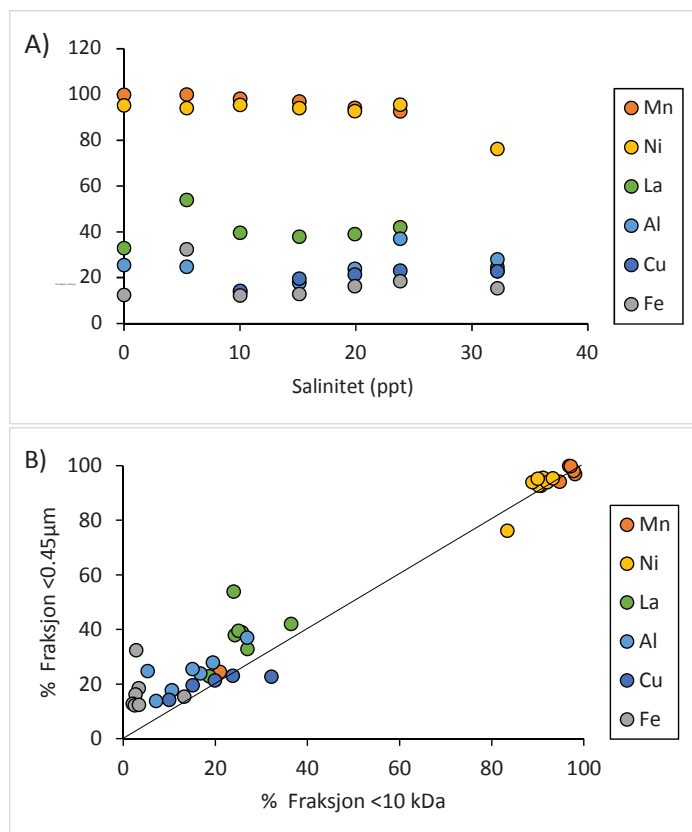 A)
120
100
80
60
40
20
0
0 10 20 30 40
Salinitet (ppt)
Mn
Ni
La
Al
Cu
Fe
B)
100
80
60
40
20
0
0 20 40 60 80 100
% Fraksjon <0.45µm
% Fraksjon <10 kDa
Mn
Ni
La
Al
Cu
Fe